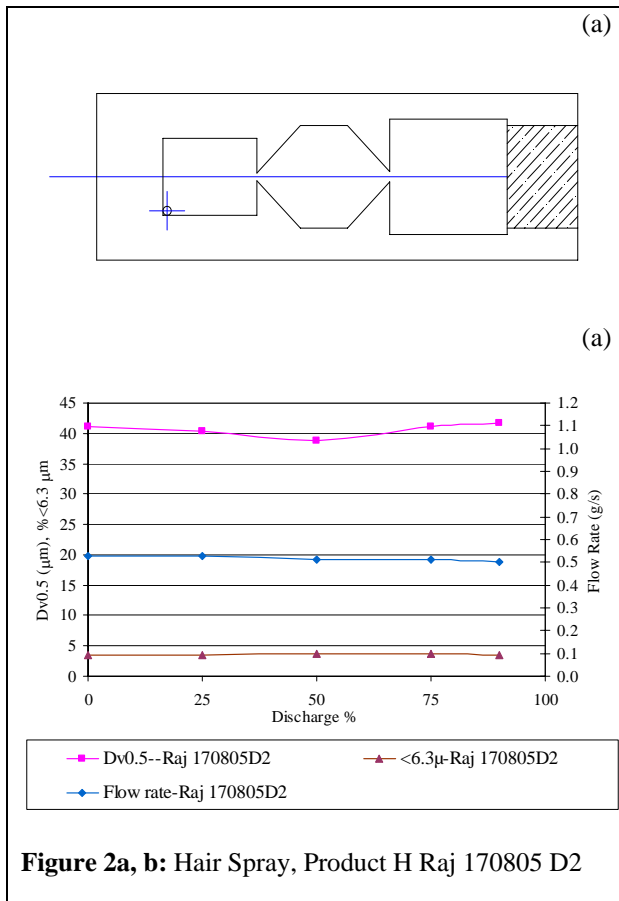 (a)
(a)
45
40
35
30
25
20
15
10
5
0
Dv0.5 (μm), %<6.3 μm
1.2
1.1
1.0
0.9
0.8
0.7
0.6
0.5
0.4
0.3
0.2
0.1
0.0
Flow Rate (g/s)
0 25 50 75 100
Discharge %
Dv0.5--Raj 170805D2
<6.3μ-Raj 170805D2
Flow rate-Raj 170805D2
Figure 2a, b: Hair Spray, Product H Raj 170805 D2